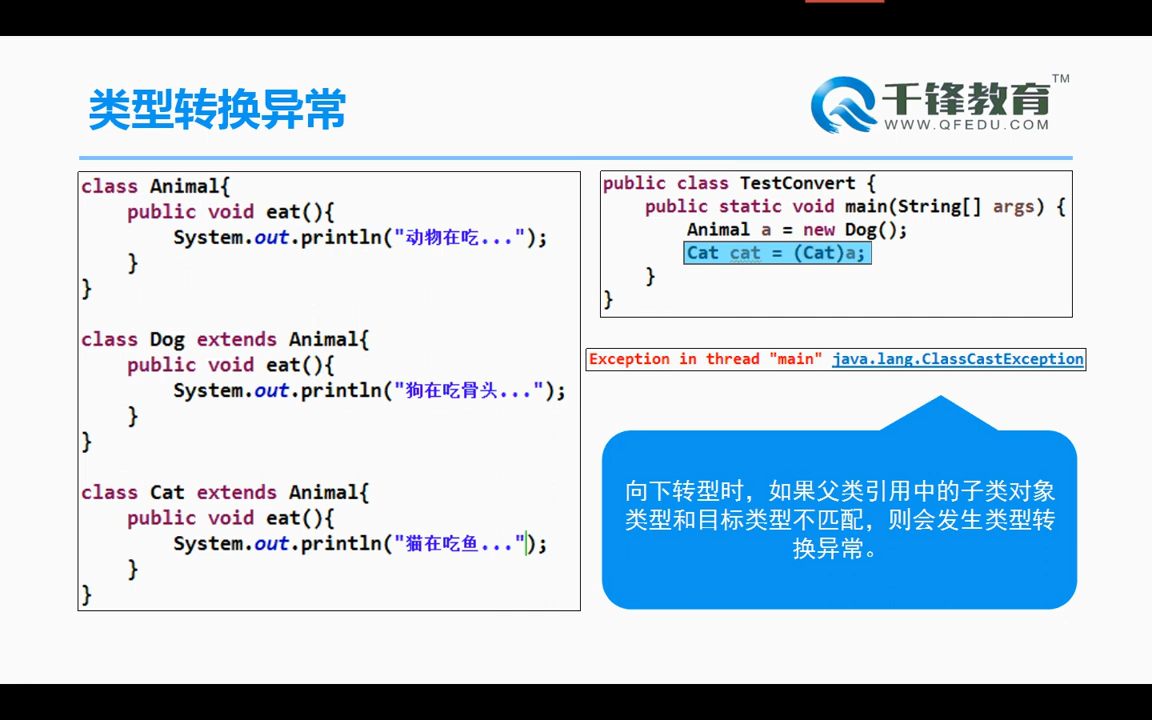 类型转换异常
千锋教育TM
WWW.QFEDU.COM
class Animal{
    public void eat(){
        System.out.println("动物在吃...");
    }
}
class Dog extends Animal{
    public void eat(){
        System.out.println("狗在吃骨头...");
    }
}
class Cat extends Animal{
    public void eat(){
        System.out.println("猫在吃鱼...");
    }
}
public class TestConvert {
    public static void main(String[] args) {
        Animal a = new Dog();
        Cat cat = (Cat)a;
    }
}
Exception in thread "main" java.lang.ClassCastException
向下转型时，如果父类引用中的子类对象
类型和目标类型不匹配，则会发生类型转
换异常。